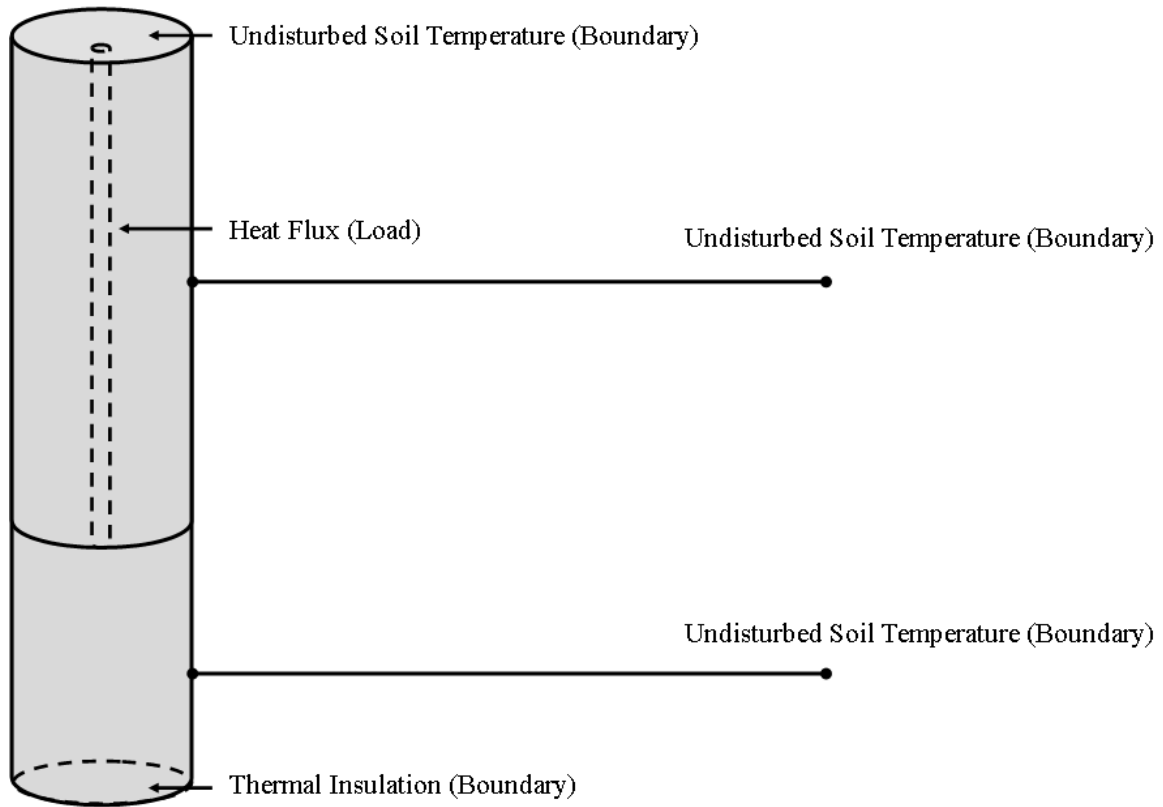 Undisturbed Soil Temperature (Boundary)
Heat Flux (Load)
Undisturbed Soil Temperature (Boundary)
Undisturbed Soil Temperature (Boundary)
Thermal Insulation (Boundary)